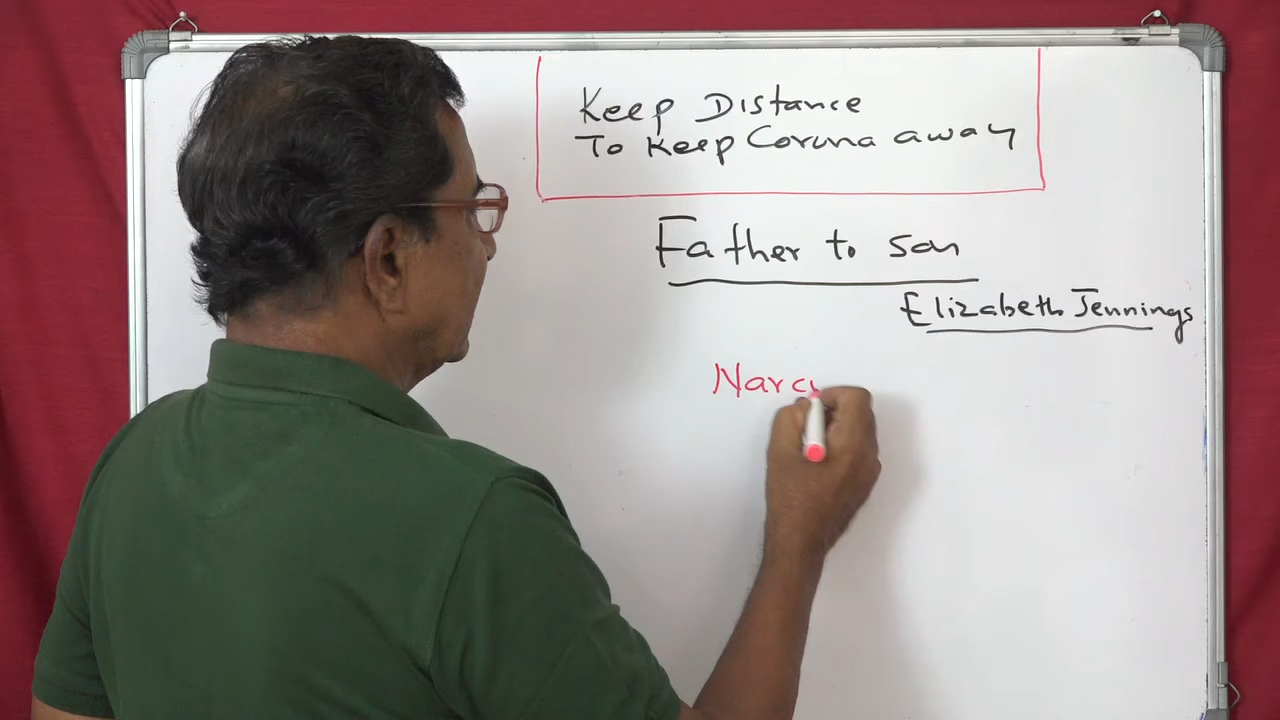 Keep Distance
To Keep Corona away
Father to son
Elizabeth Jennings